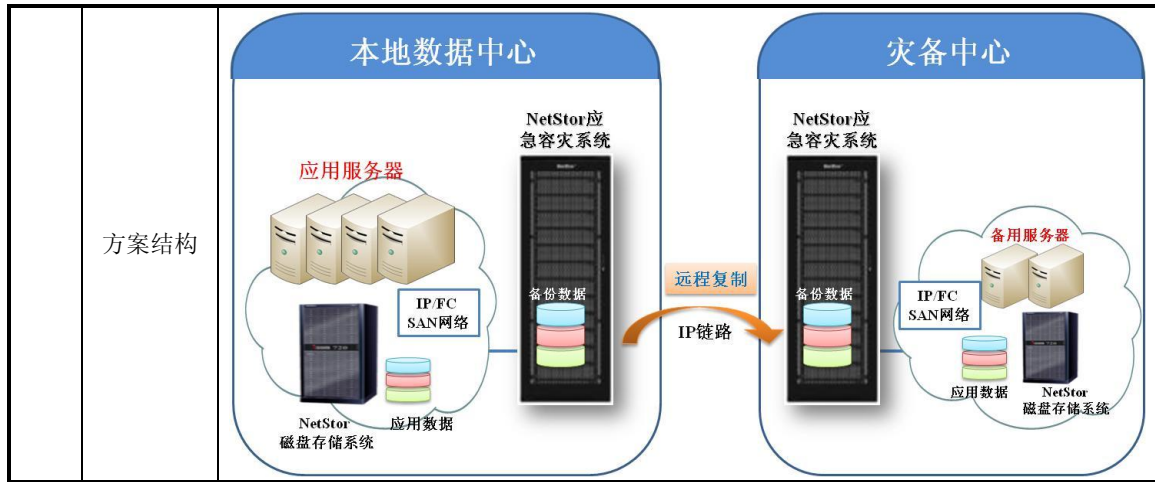 方案结构
本地数据中心
应用服务器
NetStor应
急容灾系统
NetStor
备份数据
IP/FC
SAN网络
NetStor
磁盘存储系统
应用数据
远程复制
IP链路
灾备中心
NetStor应
急容灾系统
NetStor
备份数据
备用服务器
IP/FC
SAN网络
应用数据
NetStor
磁盘存储系统